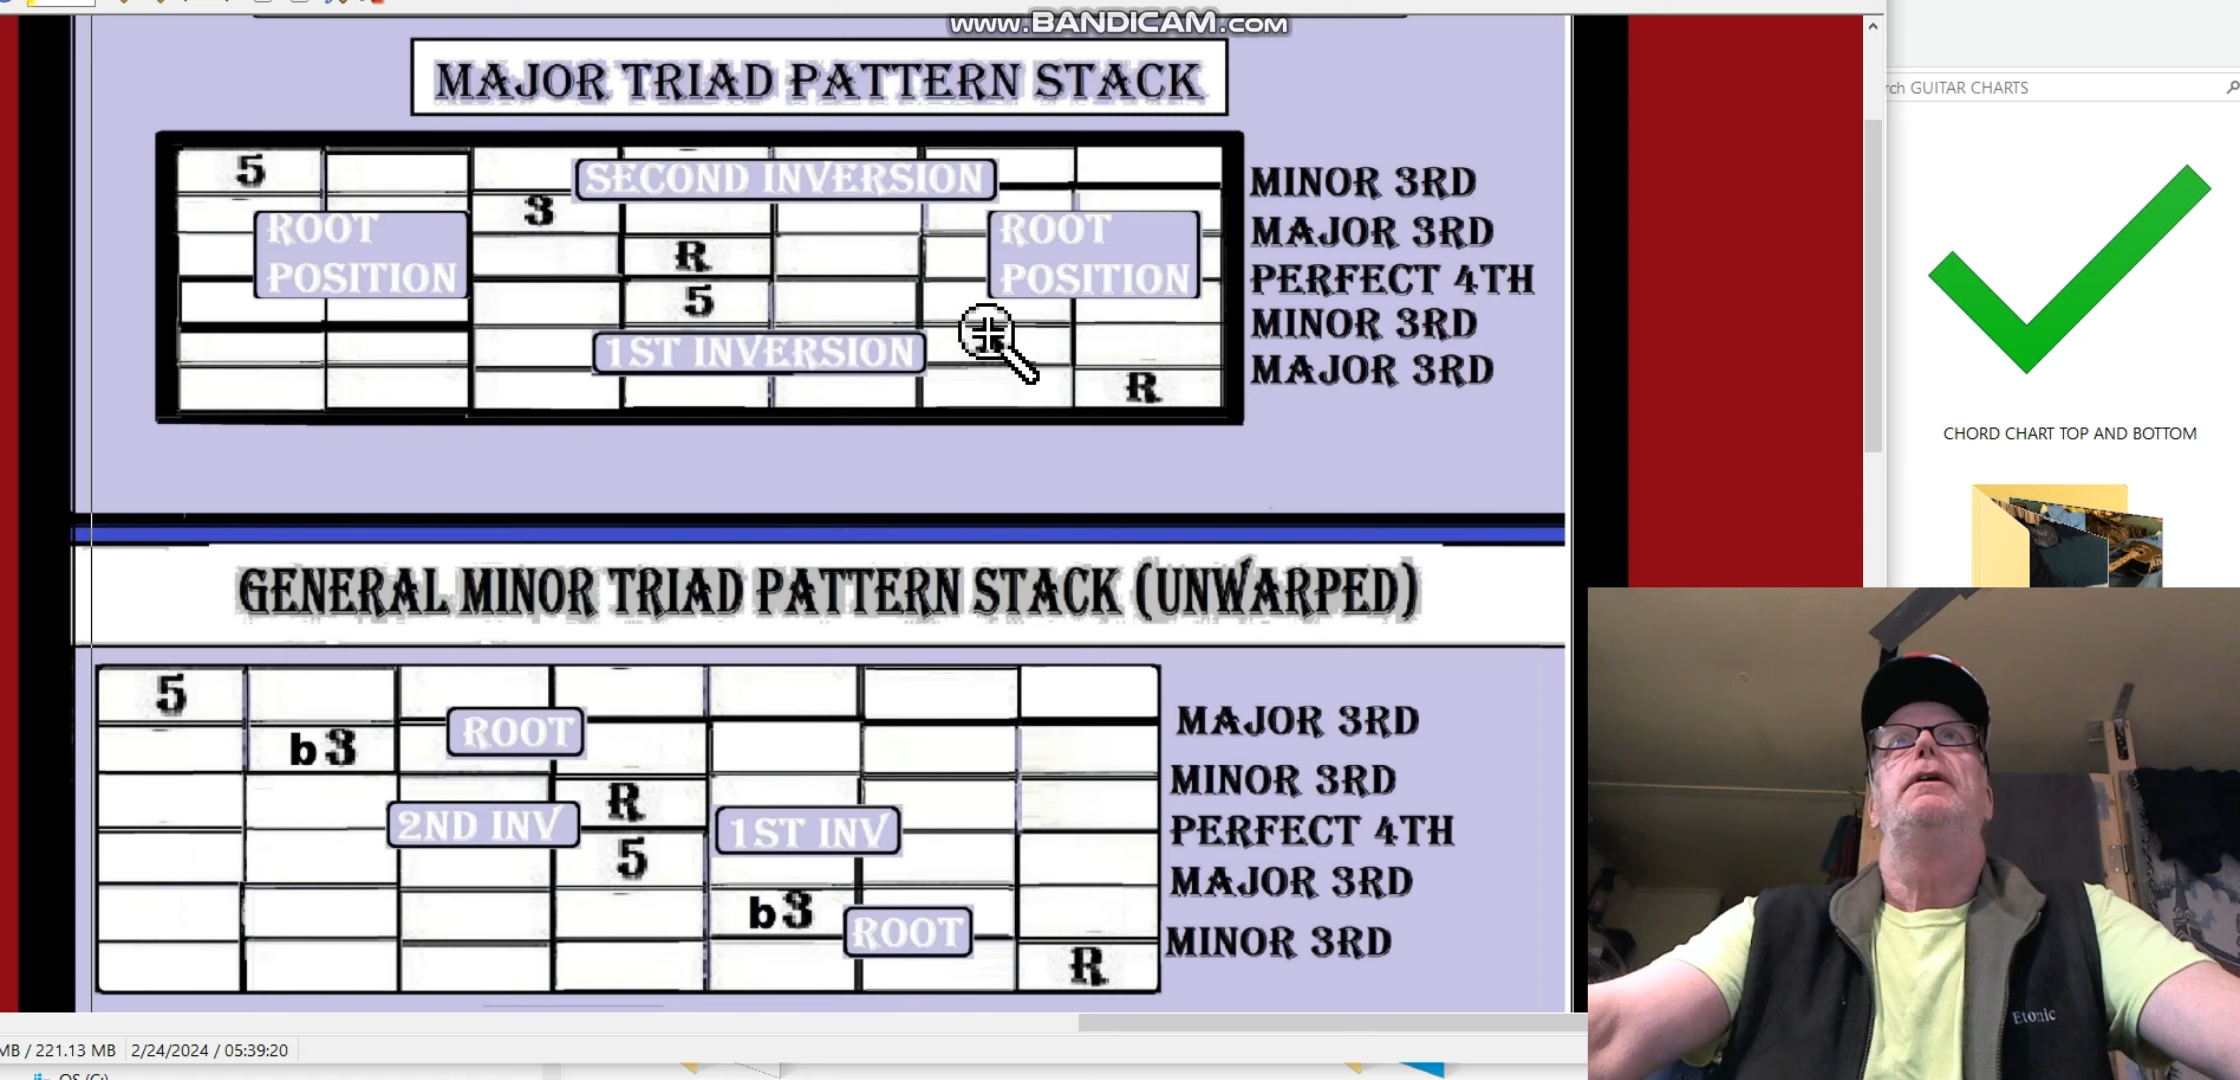 www.BANDICAM.com
MAJOR TRIAD PATTERN STACK
GUITAR CHARTS
5
SECOND INVERSION
MINOR 3RD
3
ROOT
POSITION
ROOT
POSITION
MAJOR 3RD
R
PERFECT 4TH
5
MINOR 3RD
1ST INVERSION
MAJOR 3RD
R
CHORD CHART TOP AND BOTTOM
GENERAL MINOR TRIAD PATTERN STACK (UNWARPED)
5
MAJOR 3RD
b3
ROOT
MINOR 3RD
R
2ND INV
1ST INV
PERFECT 4TH
5
MAJOR 3RD
b3
ROOT
MINOR 3RD
R
Etonic
MB / 221.13 MB
2/24/2024 / 05:39:20